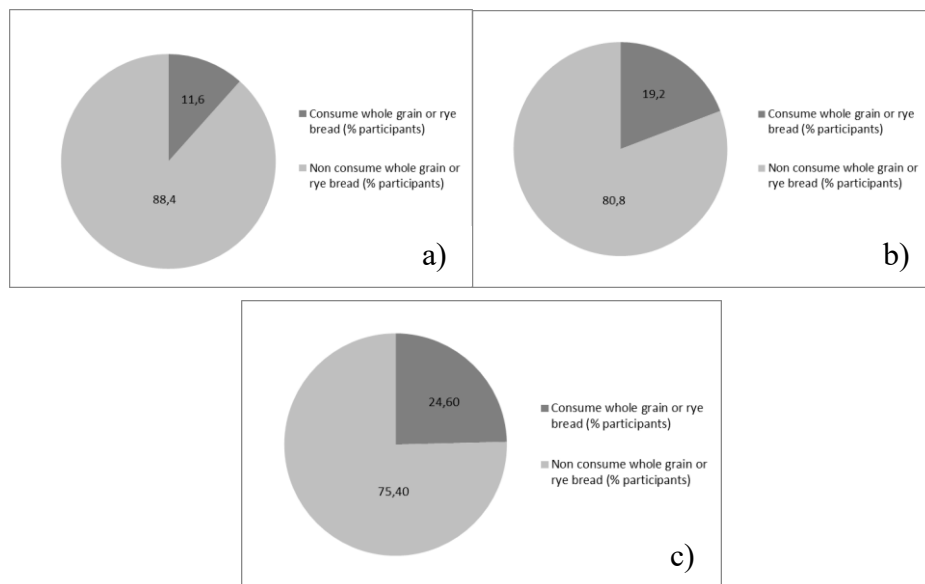 11,6
88,4
Consume whole grain or rye
bread (% participants)
Non consume whole grain or
rye bread (% participants)
a)
19,2
80,8
Consume whole grain or rye
bread (% participants)
Non consume whole grain or
rye bread (% participants)
b)
24,60
75,40
Consume whole grain or rye
bread (% participants)
Non consume whole grain or
rye bread (% participants)
c)